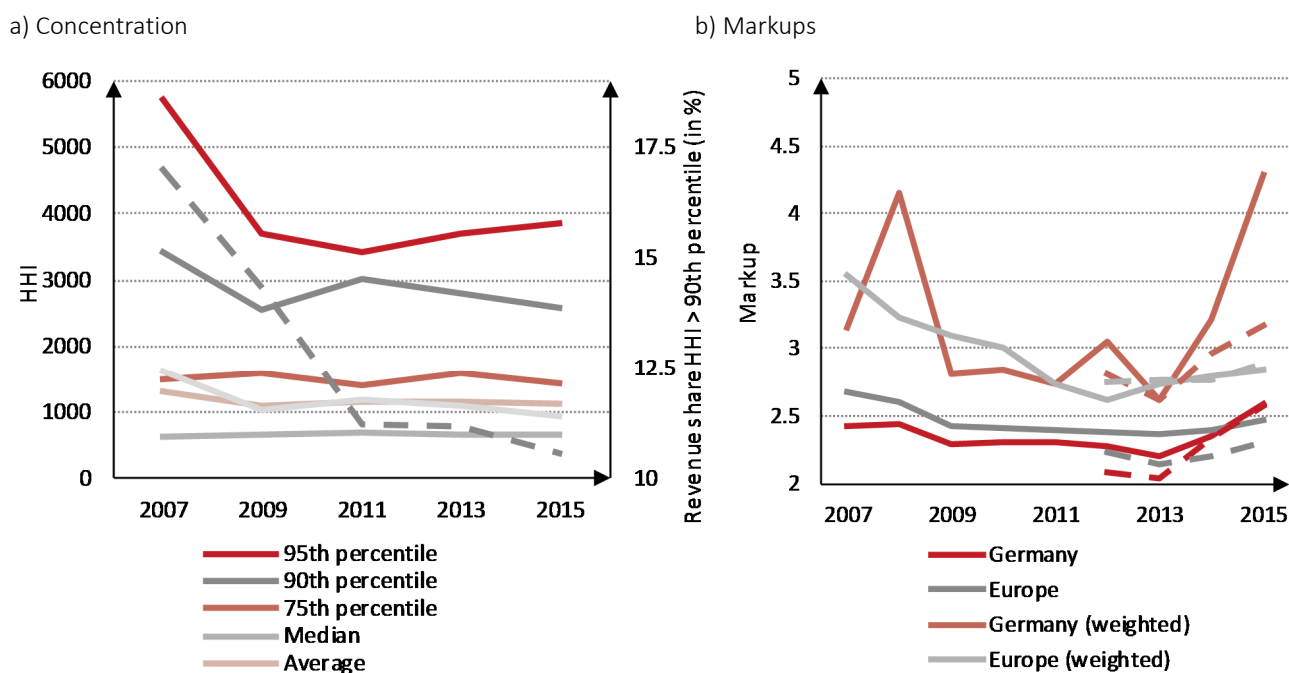 a) Concentration
6000
5000
4000
3000
2000
1000
0
HHI
17.5
15
12.5
10
Revenue share HHI > 90th percentile (in %)
2007 2009 2011 2013 2015
95th percentile
90th percentile
75th percentile
Median
Average
b) Markups
5
4.5
4
3.5
3
2.5
2
Markup
2007 2009 2011 2013 2015
Germany
Europe
Germany (weighted)
Europe (weighted)